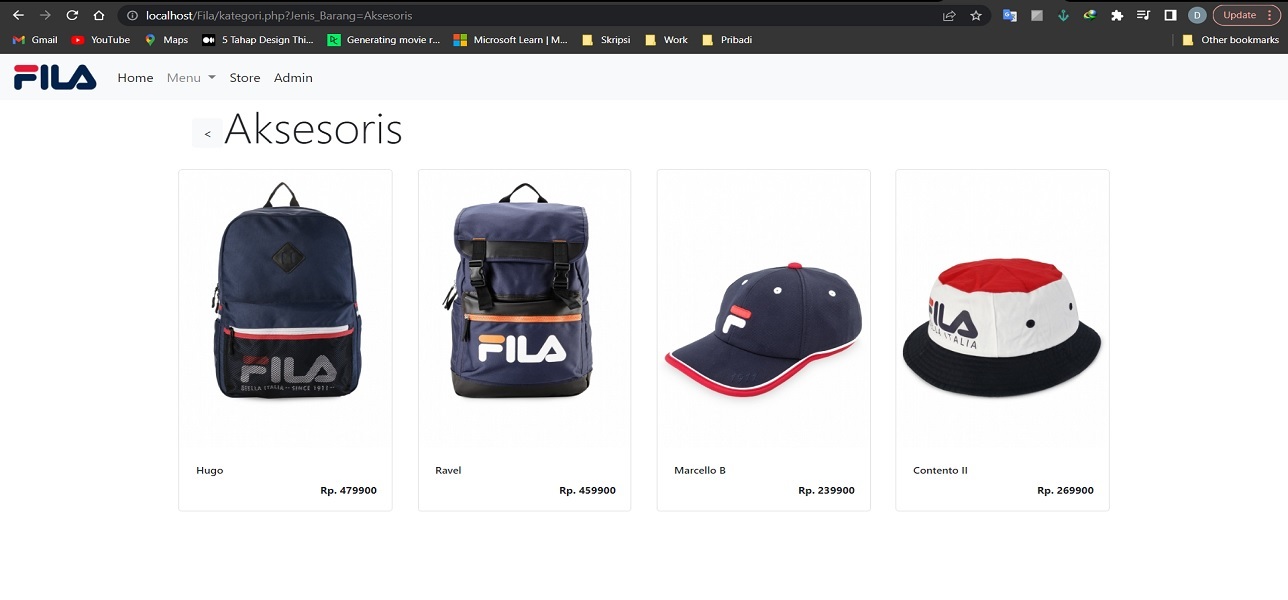 localhost/Fila/kategori.php?Jenis_Barang=Aksesoris
D
Update
Gmail
YouTube
Maps
5 Tahap Design Thi...
Generating movie r...
Microsoft Learn | M...
Skripsi
Work
Pribadi
Other bookmarks
FILA
Home
Menu
Store
Admin
< Aksesoris
FILA
BIELLA ITALIA - SINCE 1911
FILA
F
FILA
BIELLA ITALIA
Hugo
Rp. 479900
Ravel
Rp. 459900
Marcello B
Rp. 239900
Contento II
Rp. 269900